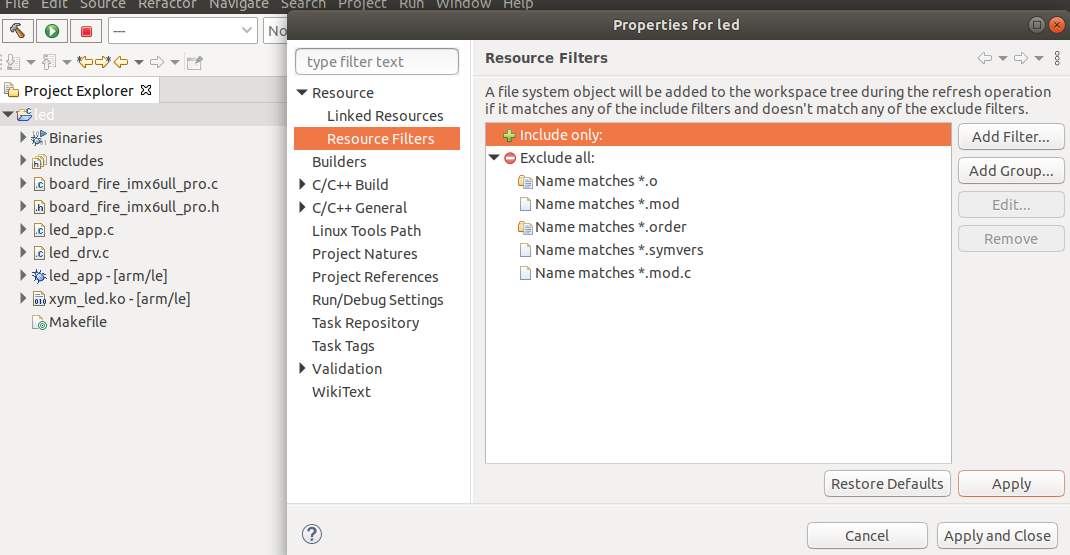 File Edit Source Refactor Navigate Search Project Run Window Help
Properties for led
---
No
type filter text
Resource Filters
Project Explorer
Resource
Linked Resources
Resource Filters
Builders
C/C++ Build
C/C++ General
Linux Tools Path
Project Natures
Project References
Run/Debug Settings
Task Repository
Task Tags
Validation
WikiText
A file system object will be added to the workspace tree during the refresh operation
if it matches any of the include filters and doesn't match any of the exclude filters.
Include only:
Exclude all:
Name matches *.o
Name matches *.mod
Name matches *.order
Name matches *.symvers
Name matches *.mod.c
Add Filter...
Add Group...
Edit...
Remove
led
Binaries
Includes
board_fire_imx6ull_pro.c
board_fire_imx6ull_pro.h
led_app.c
led_drv.c
led_app - [arm/le]
xym_led.ko - [arm/le]
Makefile
Restore Defaults
Apply
Cancel
Apply and Close